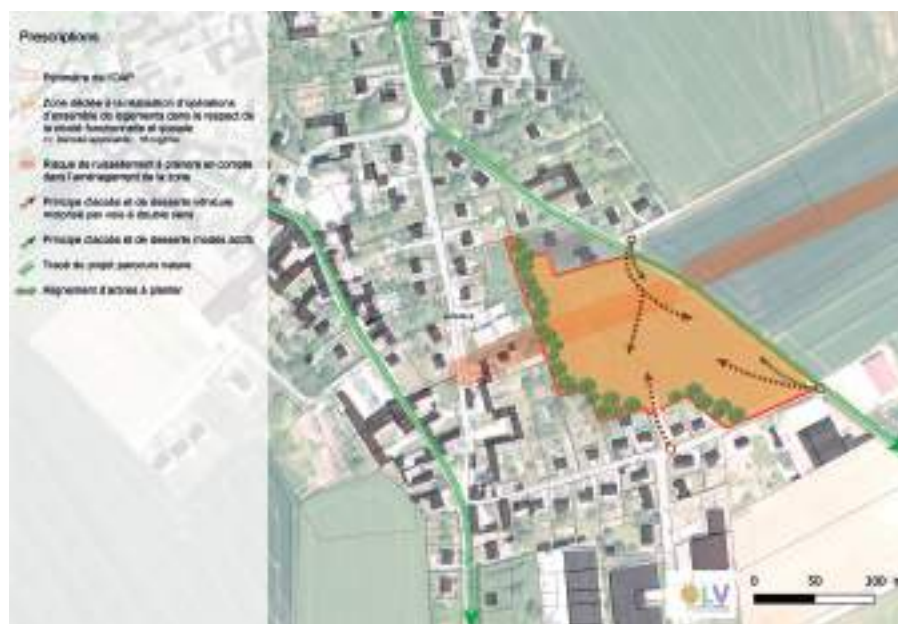 Prescriptions
Périmètre de l'OAP
Zone dédiée à la réalisation d'opérations
d'ensemble de logements dans le respect de
la mixité fonctionnelle et sociale
Risque de ruissellement à prendre en compte
dans l'aménagement de la zone
Principe d'accès et de desserte véhicule
motorisé par voie à double sens
Principe d'accès et de desserte modes actifs
Tracé du projet parcours nature
Alignement d'arbres à planter
LV
0 50 100 m